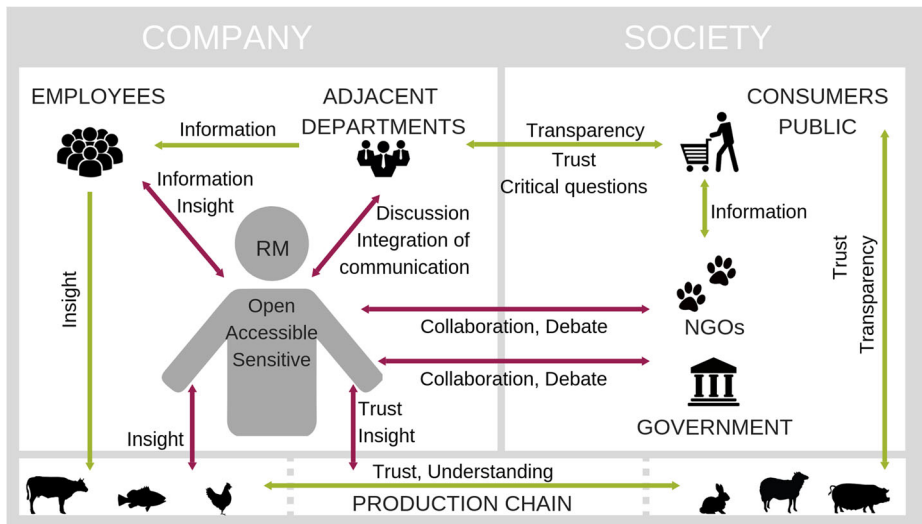 COMPANY
SOCIETY
EMPLOYEES
ADJACENT
DEPARTMENTS
CONSUMERS
PUBLIC
Information
Transparency
Trust
Critical questions
Information
Insight
Discussion
Integration of
communication
Information
RM
Open
Accessible
Sensitive
Insight
Trust
Transparency
Collaboration, Debate
NGOs
Collaboration, Debate
GOVERNMENT
Insight
Trust
Insight
Trust, Understanding
PRODUCTION CHAIN